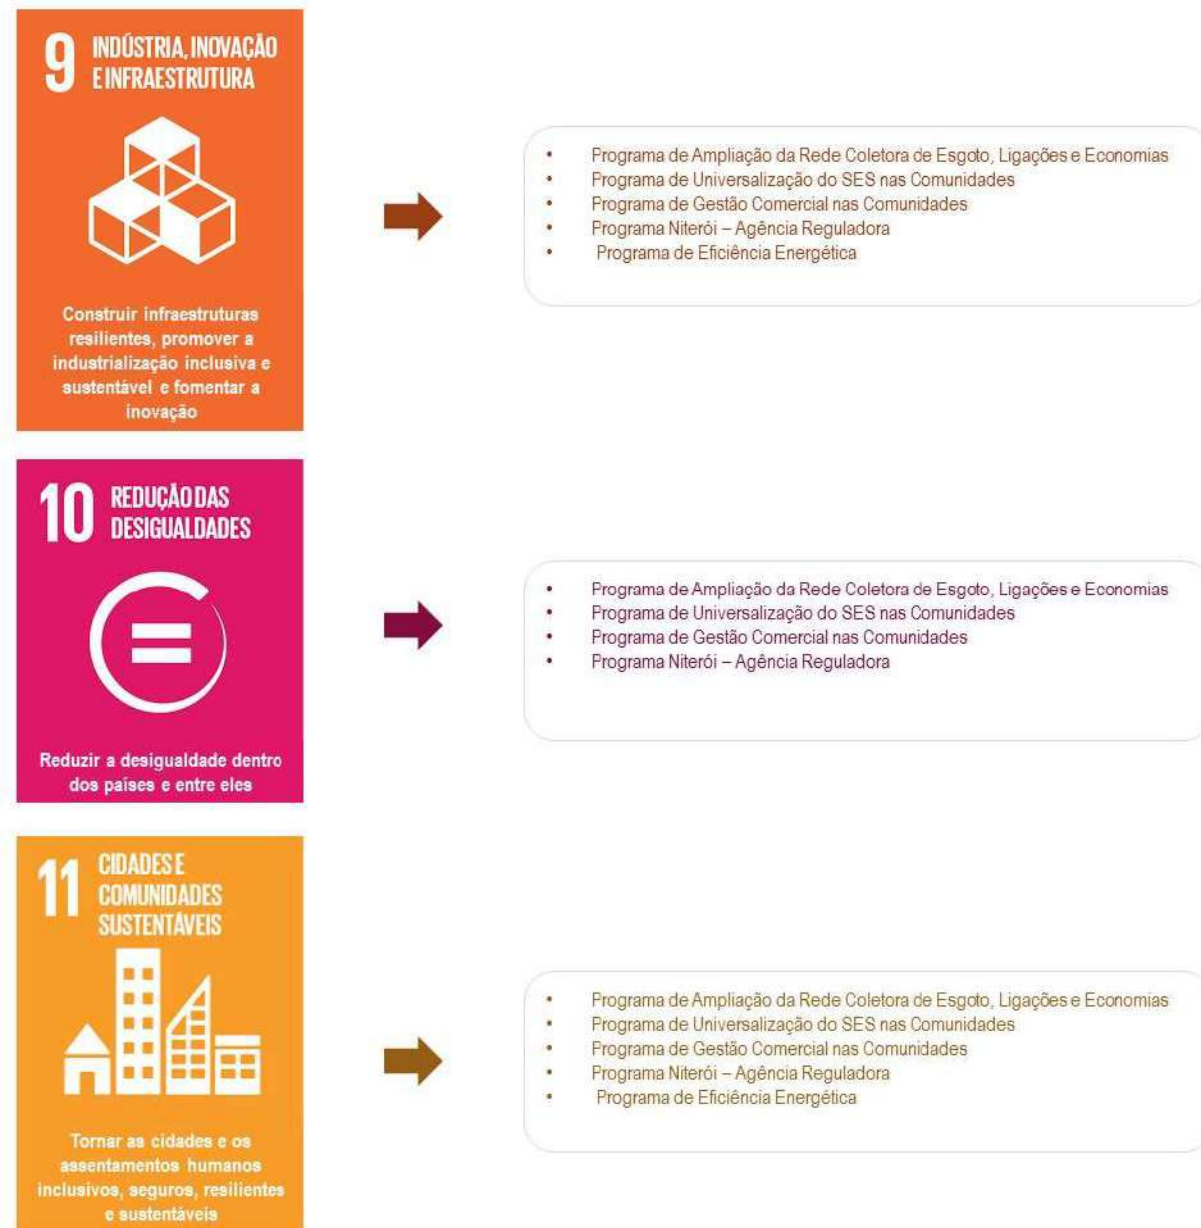 9 INDÚSTRIA, INOVAÇÃO
E INFRAESTRUTURA
Construir infraestruturas
resilientes, promover a
industrialização inclusiva e
sustentável e fomentar a
inovação
• Programa de Ampliação da Rede Coletora de Esgoto, Ligações e Economias
• Programa de Universalização do SES nas Comunidades
• Programa de Gestão Comercial nas Comunidades
• Programa Niterói – Agência Reguladora
• Programa de Eficiência Energética
10 REDUÇÃO DAS
DESIGUALDADES
Reduzir a desigualdade dentro
dos países e entre eles
• Programa de Ampliação da Rede Coletora de Esgoto, Ligações e Economias
• Programa de Universalização do SES nas Comunidades
• Programa de Gestão Comercial nas Comunidades
• Programa Niterói – Agência Reguladora
11 CIDADES E
COMUNIDADES
SUSTENTÁVEIS
Tornar as cidades e os
assentamentos humanos
inclusivos, seguros, resilientes
e sustentáveis
• Programa de Ampliação da Rede Coletora de Esgoto, Ligações e Economias
• Programa de Universalização do SES nas Comunidades
• Programa de Gestão Comercial nas Comunidades
• Programa Niterói – Agência Reguladora
• Programa de Eficiência Energética